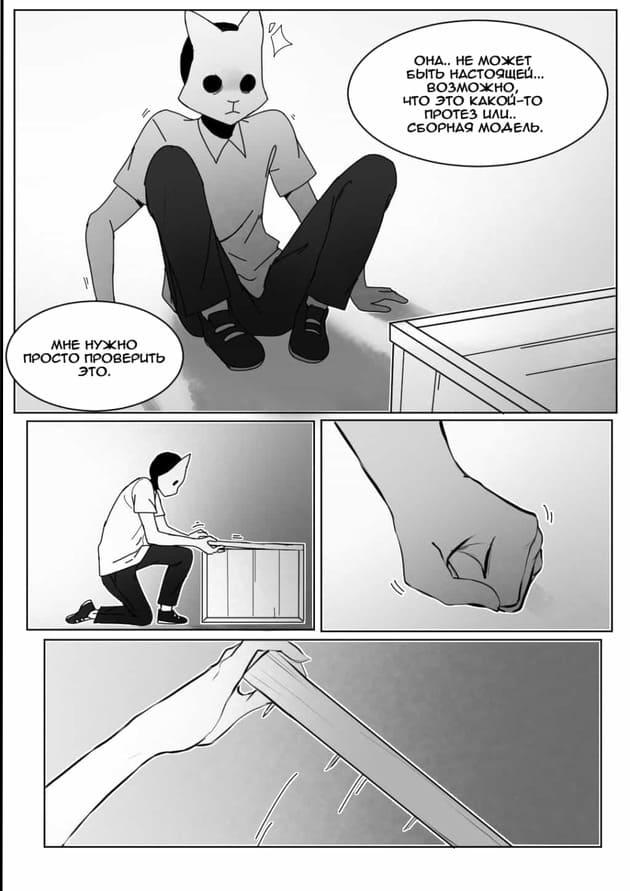 ОНА.. НЕ МОЖЕТ
БЫТЬ НАСТОЯЩЕЙ...
ВОЗМОЖНО,
ЧТО ЭТО КАКОЙ-ТО
ПРОТЕЗ ИЛИ..
СБОРНАЯ МОДЕЛЬ.
МНЕ НУЖНО
ПРОСТО ПРОВЕРИТЬ
ЭТО.